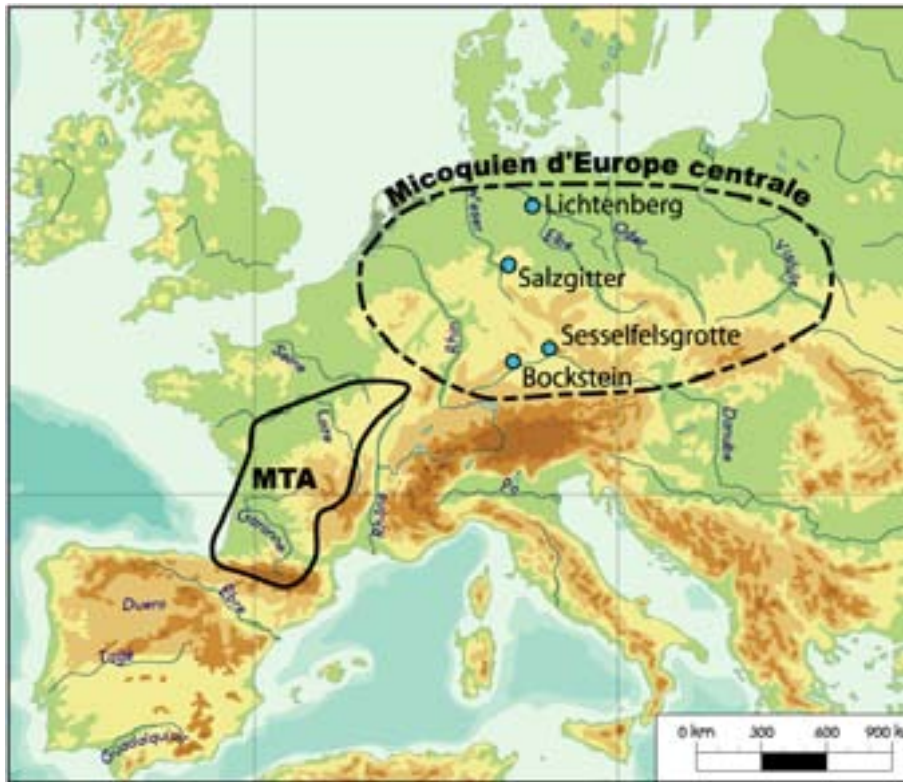 Micoquien d'Europe centrale
Lichtenberg
Weser
Elbe
Oder
Vistule
Salzgitter
Rhin
Sesselfelsgrotte
Bockstein
Seine
Loire
Danube
MTA
Garonne
Rhône
Po
Duero
Ebre
Tage
Guadalquivir
0 km 300 600 900 k